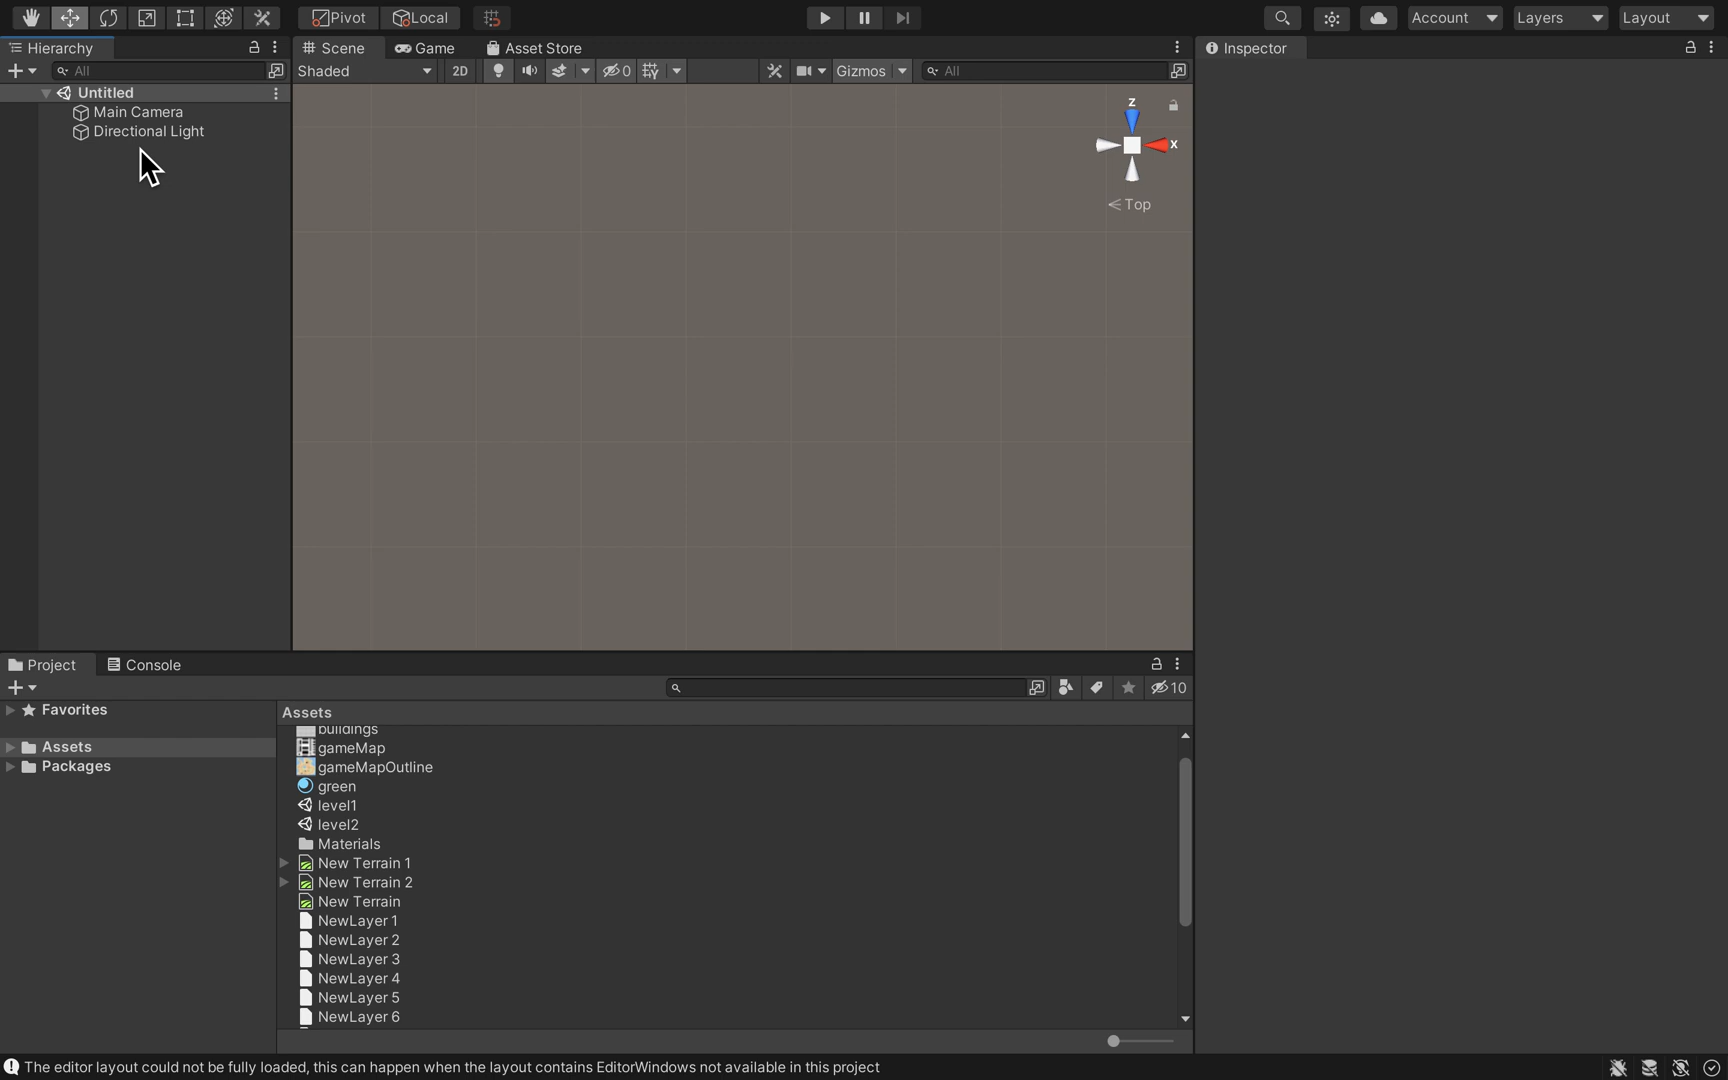 Pivot Local Account Layers Layout
Hierarchy Scene Game Asset Store Inspector
All Shaded 2D 0 Gizmos All
Untitled
Main Camera
Directional Light
z
x
Top
Project Console
10
Favorites
Assets
Packages
Assets
buildings
gameMap
gameMapOutline
green
level1
level2
Materials
New Terrain 1
New Terrain 2
New Terrain
NewLayer 1
NewLayer 2
NewLayer 3
NewLayer 4
NewLayer 5
NewLayer 6
The editor layout could not be fully loaded, this can happen when the layout contains EditorWindows not available in this project